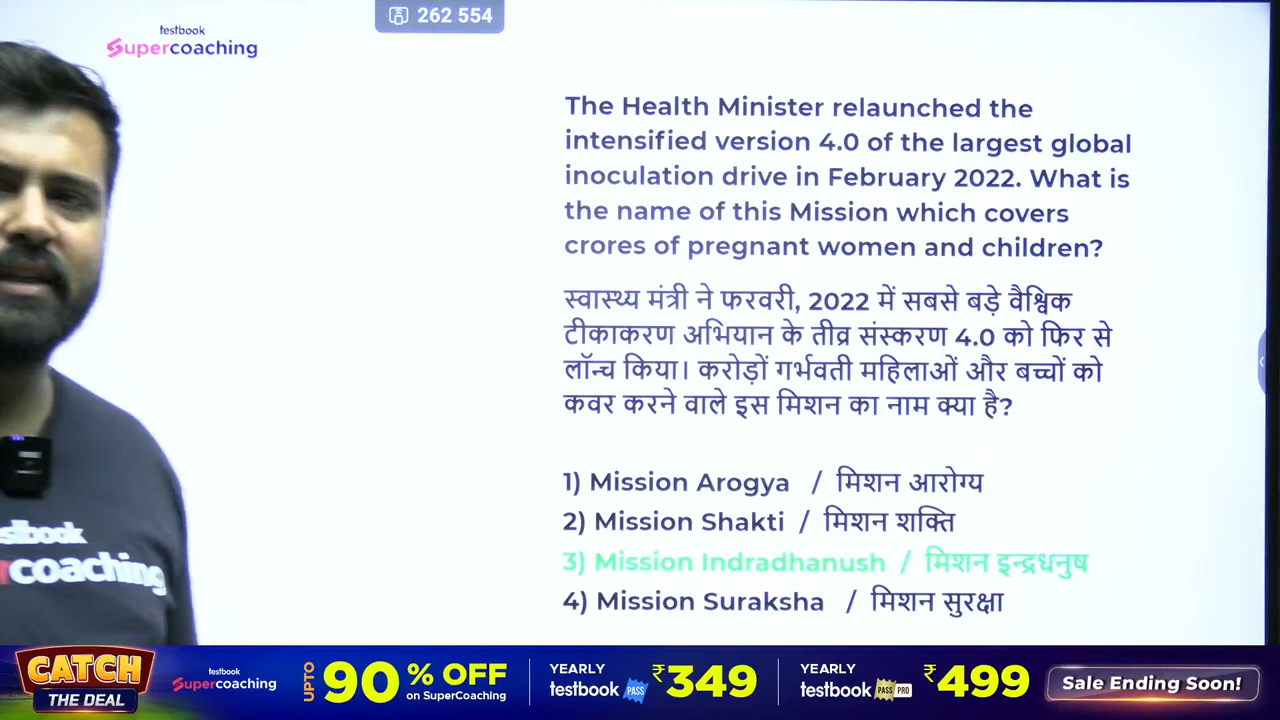 262 554
testbook
Supercoaching
The Health Minister relaunched the
intensified version 4.0 of the largest global
inoculation drive in February 2022. What is
the name of this Mission which covers
crores of pregnant women and children?
स्वास्थ्य मंत्री ने फरवरी, 2022 में सबसे बड़े वैश्विक
टीकाकरण अभियान के तीव्र संस्करण 4.0 को फिर से
लॉन्च किया। करोड़ों गर्भवती महिलाओं और बच्चों को
कवर करने वाले इस मिशन का नाम क्या है?
1) Mission Arogya / मिशन आरोग्य
2) Mission Shakti / मिशन शक्ति
3) Mission Indradhanush / मिशन इन्द्रधनुष
4) Mission Suraksha / मिशन सुरक्षा
coaching
CATCH
THE DEAL
testbook
Supercoaching
UPTO 90% OFF
on SuperCoaching
YEARLY
testbook PASS
₹349
YEARLY
testbook PASS PRO
₹499
Sale Ending Soon!